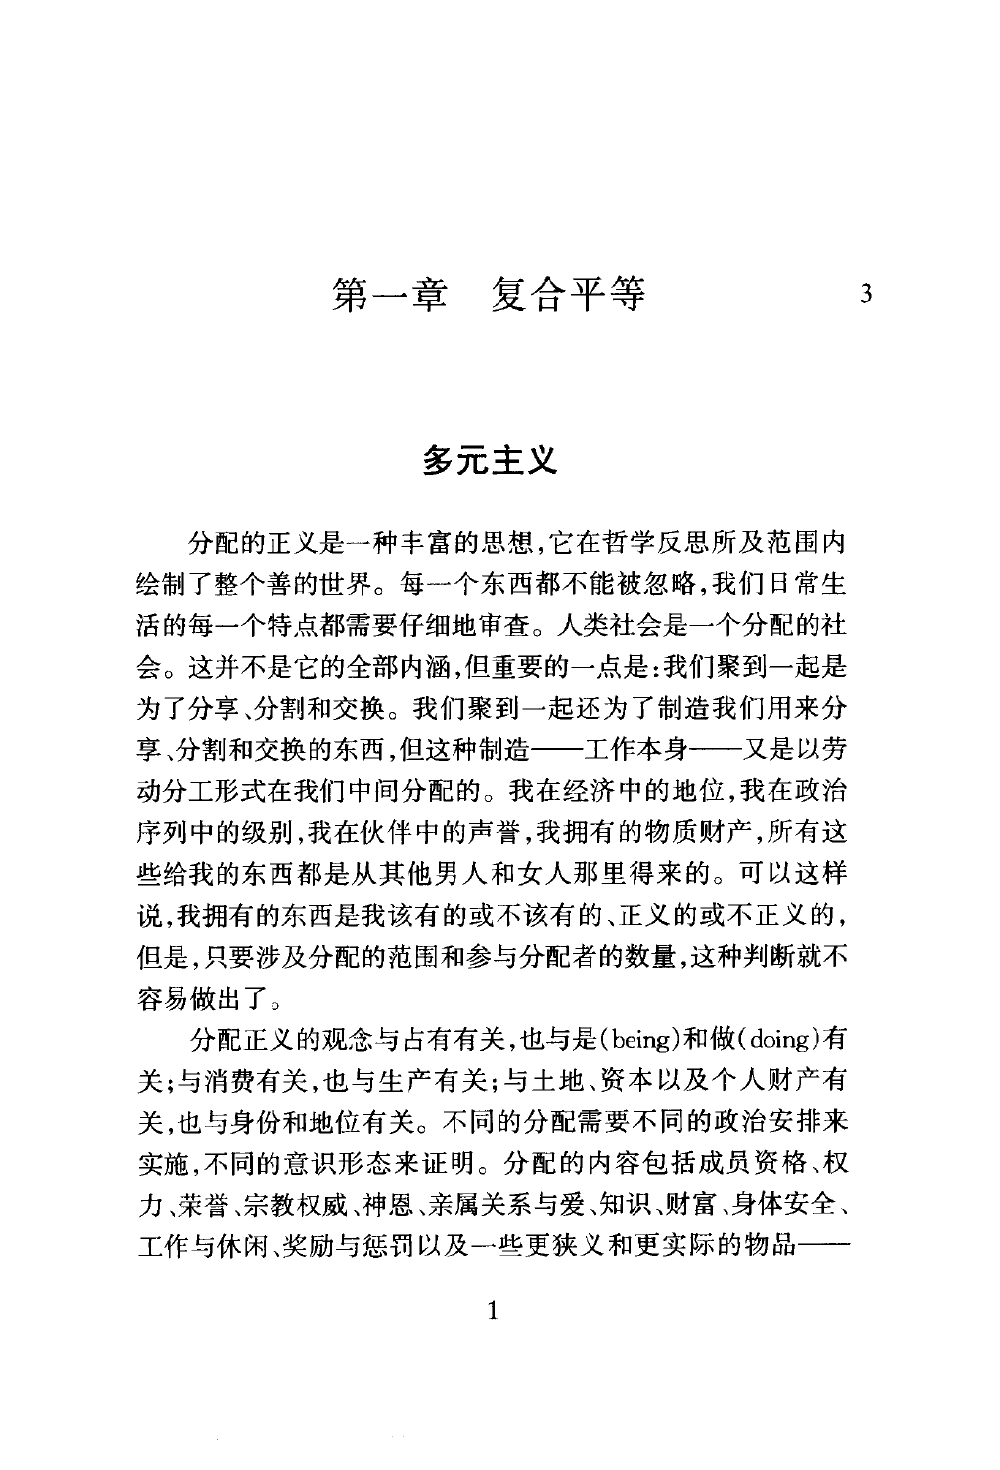 第一章　复合平等 3
多元主义
分配的正义是一种丰富的思想,它在哲学反思所及范围内
绘制了整个善的世界。每一个东西都不能被忽略,我们日常生
活的每一个特点都需要仔细地审查。人类社会是一个分配的社
会。这并不是它的全部内涵,但重要的一点是:我们聚到一起是
为了分享、分割和交换。我们聚到一起还为了制造我们用来分
享、分割和交换的东西,但这种制造——工作本身——又是以劳
动分工形式在我们中间分配的。我在经济中的地位,我在政治
序列中的级别,我在伙伴中的声誉,我拥有的物质财产,所有这
些给我的东西都是从其他男人和女人那里得来的。可以这样
说,我拥有的东西是我该有的或不该有的、正义的或不正义的,
但是,只要涉及分配的范围和参与分配者的数量,这种判断就不
容易做出了。
分配正义的观念与占有有关,也与是(being)和做(doing)有
关;与消费有关,也与生产有关;与土地、资本以及个人财产有
关,也与身份和地位有关。不同的分配需要不同的政治安排来
实施,不同的意识形态来证明。分配的内容包括成员资格、权
力、荣誉、宗教权威、神恩、亲属关系与爱、知识、财富、身体安全、
工作与休闲、奖励与惩罚以及一些更狭义和更实际的物品——
1